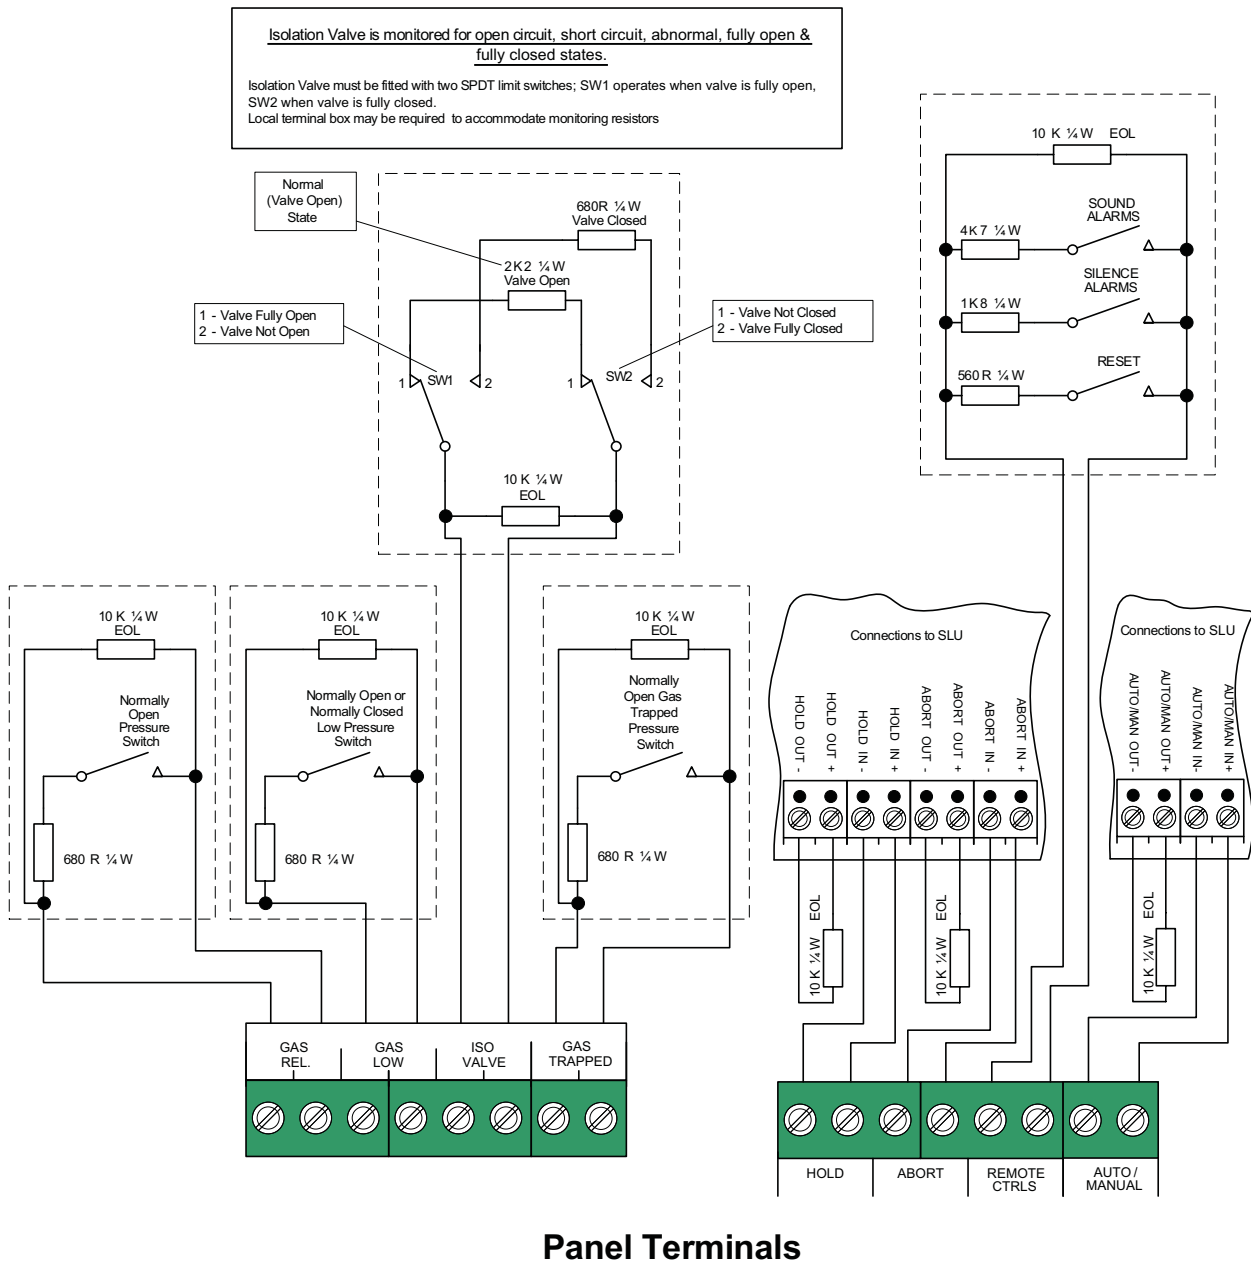 Isolation Valve is monitored for open circuit, short circuit, abnormal, fully open &
fully closed states.
Isolation Valve must be fitted with two SPDT limit switches; SW1 operates when valve is fully open,
SW2 when valve is fully closed.
Local terminal box may be required to accommodate monitoring resistors
Normal
(Valve Open)
State
680R ¼ W
Valve Closed
2K2 ¼ W
Valve Open
1 - Valve Fully Open
2 - Valve Not Open
1 - Valve Not Closed
2 - Valve Fully Closed
1
SW1
2
1
SW2
2
10 K ¼ W
EOL
10 K ¼ W EOL
SOUND
ALARMS
4K7 ¼ W
SILENCE
ALARMS
1K8 ¼ W
RESET
560 R ¼ W
10 K ¼ W
EOL
Normally
Open
Pressure
Switch
680 R ¼ W
10 K ¼ W
EOL
Normally Open or
Normally Closed
Low Pressure
Switch
680 R ¼ W
10 K ¼ W
EOL
Normally
Open Gas
Trapped
Pressure
Switch
680 R ¼ W
Connections to SLU
HOLD OUT -
HOLD OUT +
HOLD IN -
HOLD IN +
ABORT OUT -
ABORT OUT +
ABORT IN -
ABORT IN +
10 K ¼ W EOL
10 K ¼ W EOL
Connections to SLU
AUTO/MAN OUT-
AUTO/MAN OUT+
AUTO/MAN IN-
AUTO/MAN IN+
10 K ¼ W EOL
GAS
REL.
GAS
LOW
ISO
VALVE
GAS
TRAPPED
HOLD
ABORT
REMOTE
CTRLS
AUTO /
MANUAL
Panel Terminals